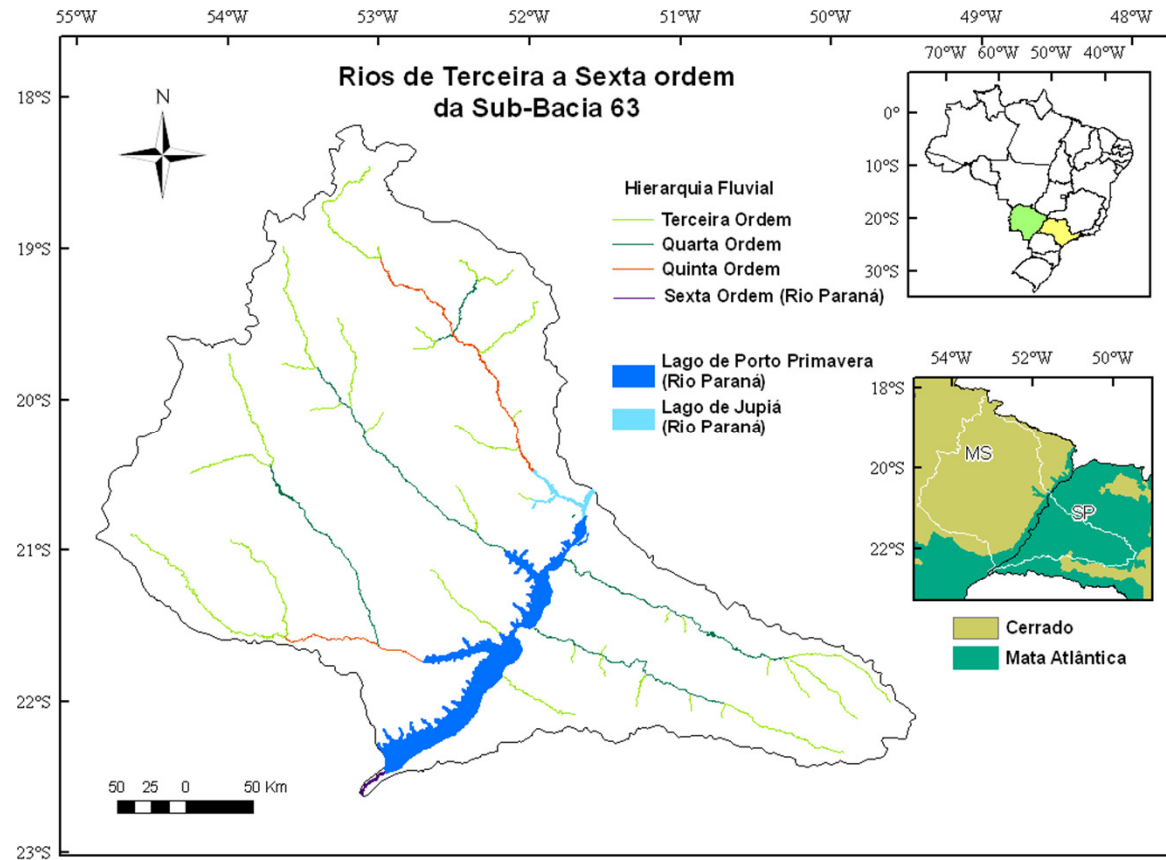 55°W 54°W 53°W 52°W 51°W 50°W 49°W 48°W
18°S
19°S
20°S
21°S
22°S
23°S
Rios de Terceira a Sexta ordem
da Sub-Bacia 63
N
Hierarquia Fluvial
Terceira Ordem
Quarta Ordem
Quinta Ordem
Sexta Ordem (Rio Paraná)
Lago de Porto Primavera
(Rio Paraná)
Lago de Jupiá
(Rio Paraná)
50 25 0 50 Km
70°W 60°W 50°W 40°W
0°
10°S
20°S
30°S
54°W 52°W 50°W
18°S
20°S
22°S
MS
SP
Cerrado
Mata Atlântica